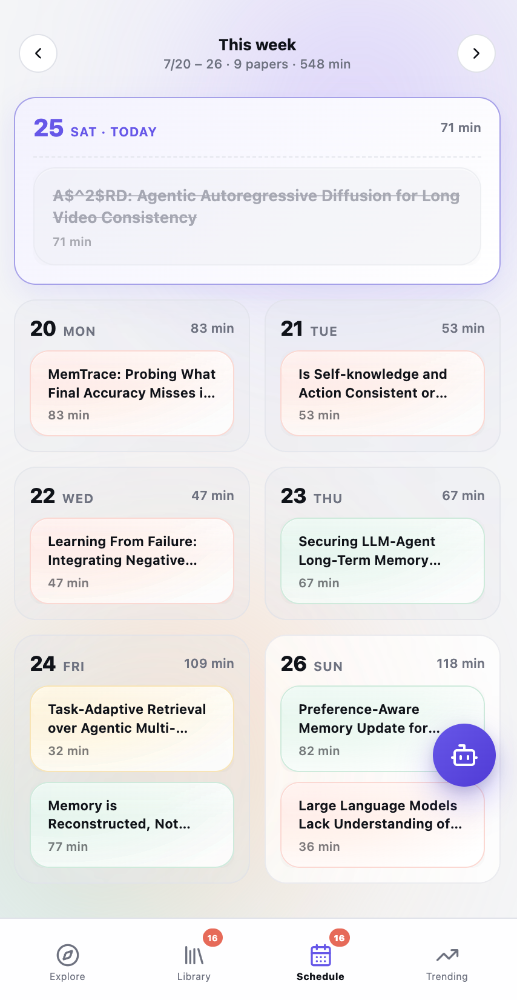 This week
7/20 – 26 · 9 papers · 548 min
25 SAT · TODAY
71 min
A$^2$RD: Agentic Autoregressive Diffusion for Long
Video Consistency
71 min
20 MON
83 min
MemTrace: Probing What
Final Accuracy Misses i...
83 min
21 TUE
53 min
Is Self-knowledge and
Action Consistent or...
53 min
22 WED
47 min
Learning From Failure:
Integrating Negative...
47 min
23 THU
67 min
Securing LLM-Agent
Long-Term Memory...
67 min
24 FRI
109 min
Task-Adaptive Retrieval
over Agentic Multi-...
32 min
Memory is
Reconstructed, Not...
77 min
26 SUN
118 min
Preference-Aware
Memory Update for...
82 min
Large Language Models
Lack Understanding of...
36 min
Explore
16
Library
16
Schedule
Trending